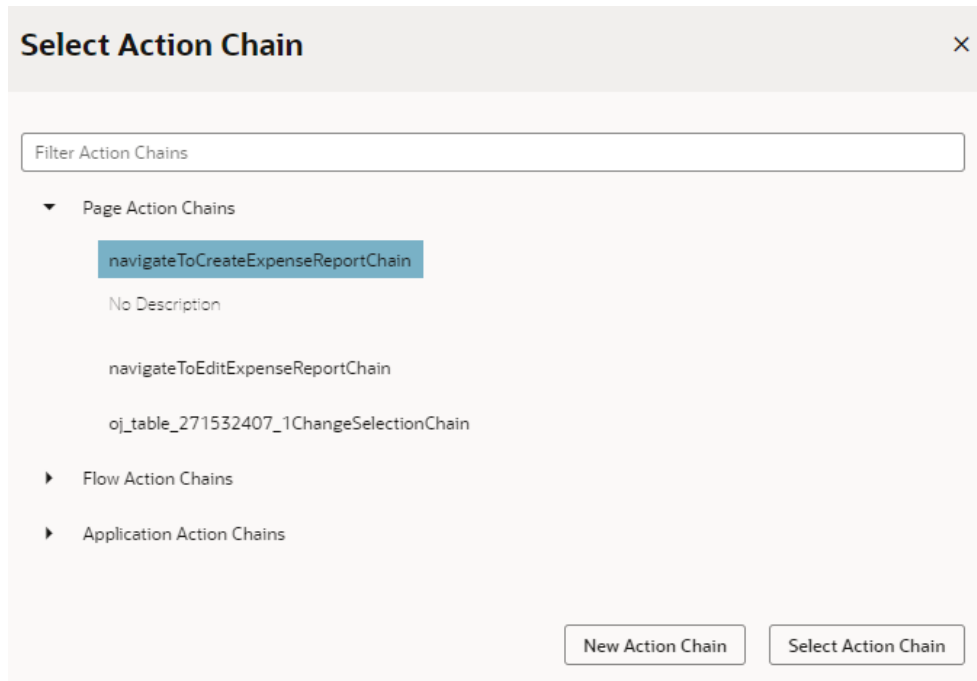 Select Action Chain
Filter Action Chains
Page Action Chains
navigateToCreateExpenseReportChain
No Description
navigateToEditExpenseReportChain
oj_table_271532407_1ChangeSelectionChain
Flow Action Chains
Application Action Chains
New Action Chain
Select Action Chain